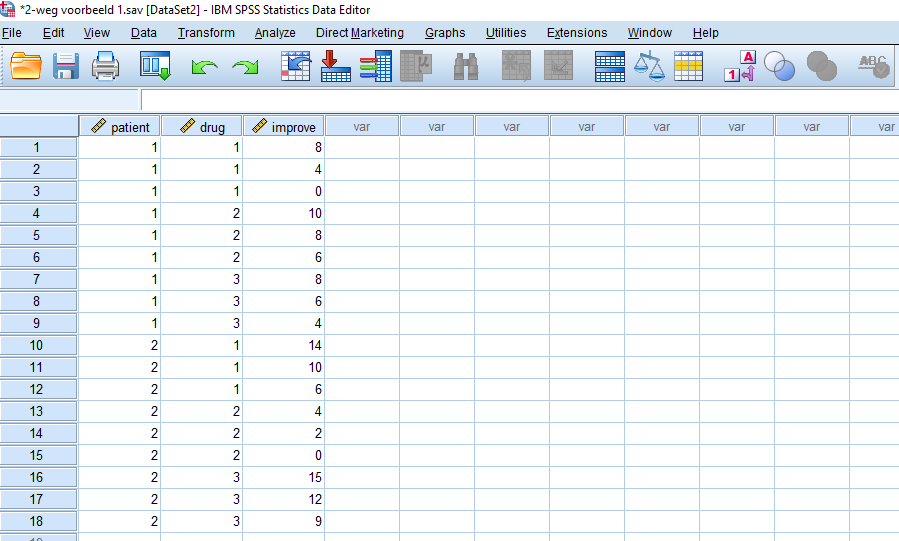 *2-weg voorbeeld 1.sav [DataSet2] - IBM SPSS Statistics Data Editor
File Edit View Data Transform Analyze Direct Marketing Graphs Utilities Extensions Window Help
μ 1 A ABC
patient drug improve var var var var var var var var
1 1 1 8
2 1 1 4
3 1 1 0
4 1 2 10
5 1 2 8
6 1 2 6
7 1 3 8
8 1 3 6
9 1 3 4
10 2 1 14
11 2 1 10
12 2 1 6
13 2 2 4
14 2 2 2
15 2 2 0
16 2 3 15
17 2 3 12
18 2 3 9